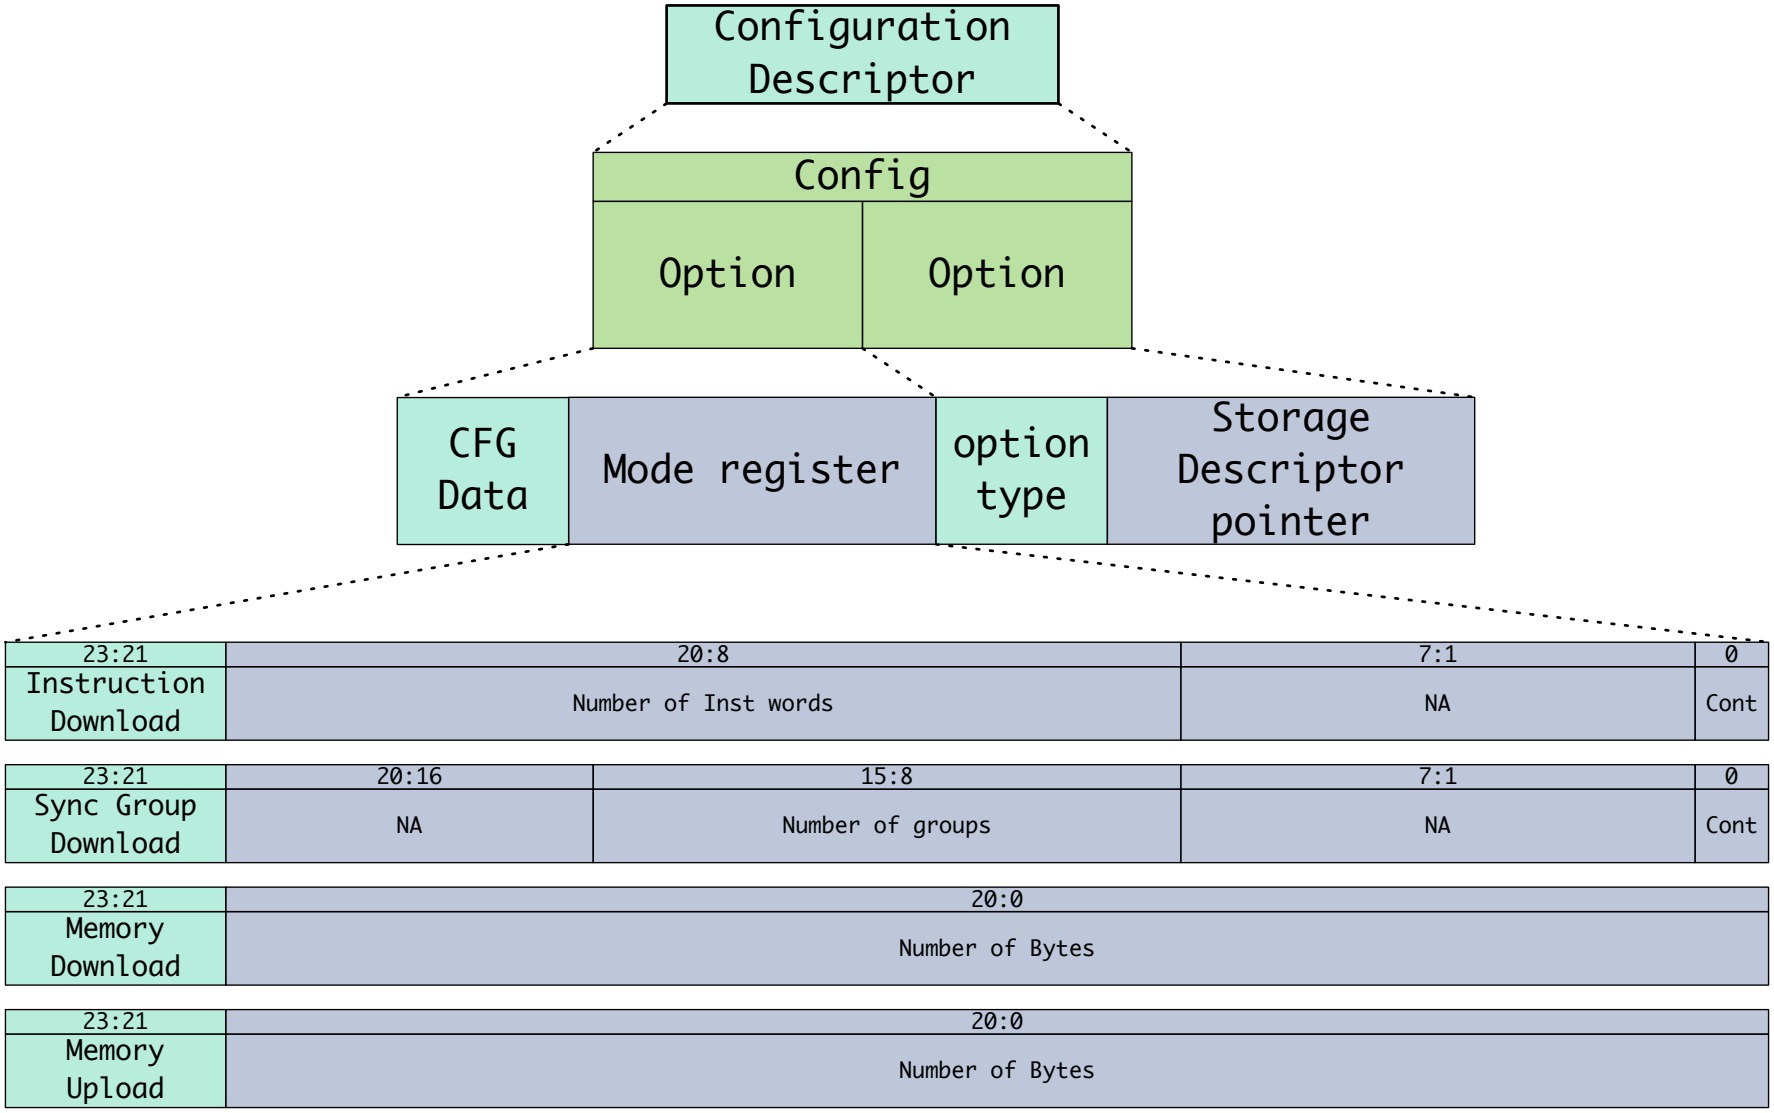 Configuration
Descriptor
Config
Option Option
CFG
Data
Mode register
option
type
Storage
Descriptor
pointer
23:21 20:8 7:1 0
Instruction
Download
Number of Inst words NA Cont
23:21 20:16 15:8 7:1 0
Sync Group
Download
NA Number of groups NA Cont
23:21 20:0
Memory
Download
Number of Bytes
23:21 20:0
Memory
Upload
Number of Bytes